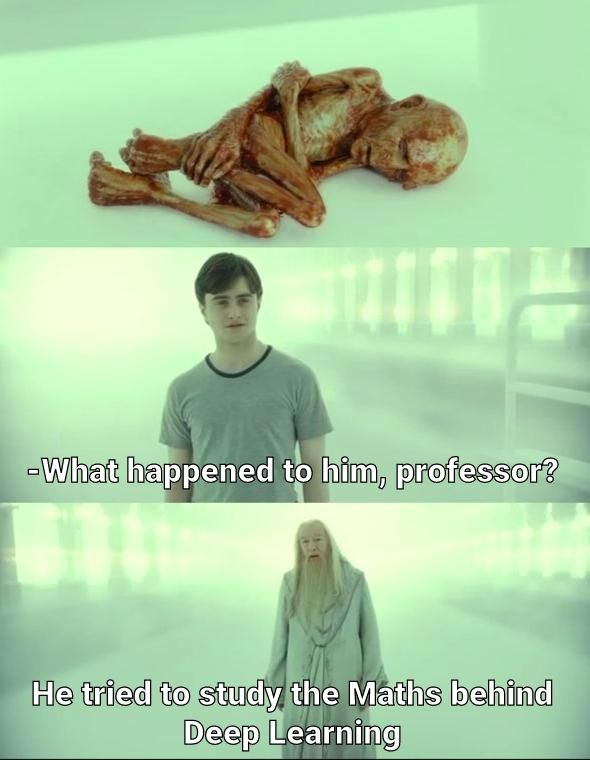 -What happened to him, professor?
He tried to study the Maths behind
Deep Learning